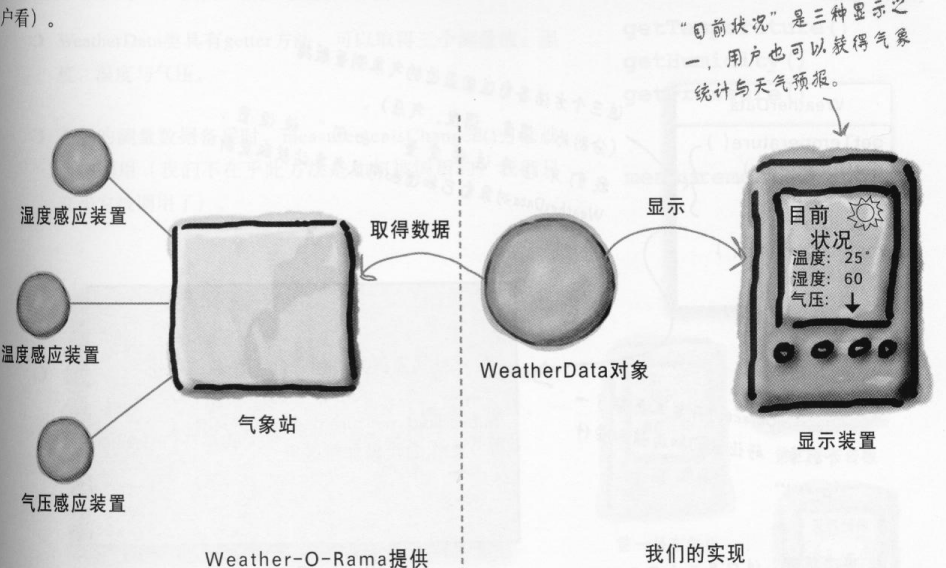 户看）。
“目前状况”是三种显示之
一，用户也可以获得气象
统计与天气预报。
湿度感应装置
温度感应装置
气压感应装置
气象站
取得数据
WeatherData对象
显示
目前
状况
温度: 25°
湿度: 60
气压:
显示装置
Weather-O-Rama提供
我们的实现